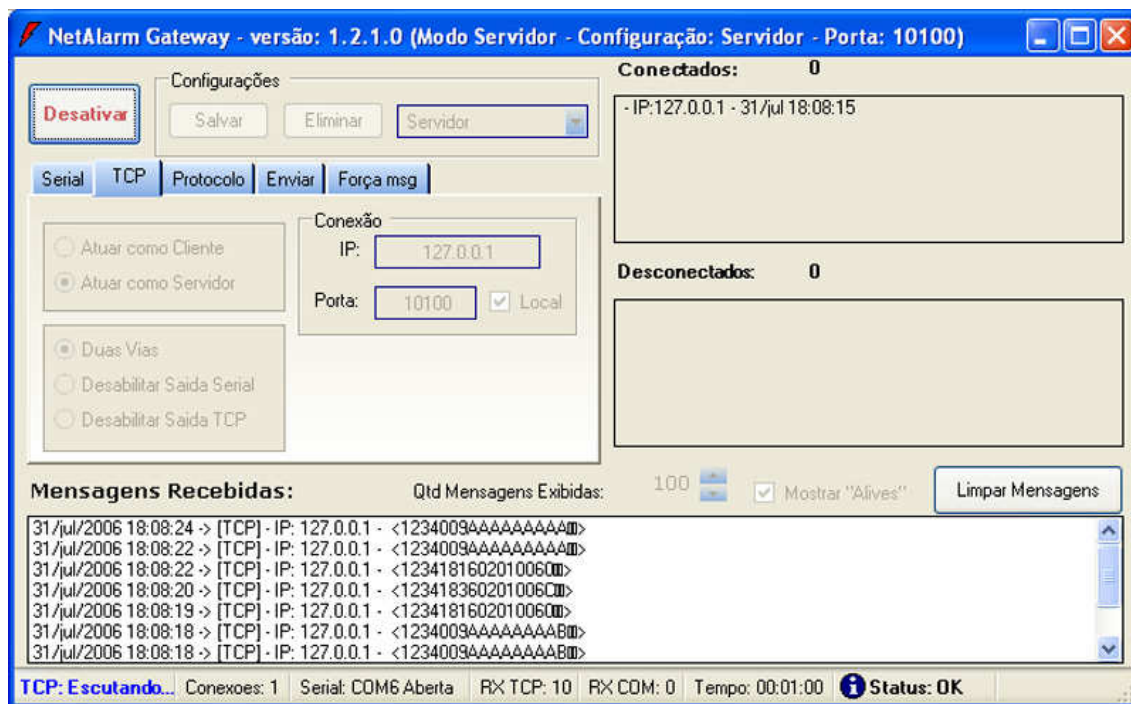 NetAlarm Gateway - versão: 1.2.1.0 (Modo Servidor - Configuração: Servidor - Porta: 10100)
Desativar
Configurações
Salvar
Eliminar
Servidor
Serial
TCP
Protocolo
Enviar
Força msg
Atuar como Cliente
Atuar como Servidor
Duas Vias
Desabilitar Saida Serial
Desabilitar Saida TCP
Conexão
IP:
127.0.0.1
Porta:
10100
Local
Conectados: 0
- IP:127.0.0.1 - 31/jul 18:08:15
Desconectados: 0
Mensagens Recebidas:
Qtd Mensagens Exibidas:
100
Mostrar "Alives"
Limpar Mensagens
31/jul/2006 18:08:24 -> [TCP] - IP: 127.0.0.1 - <1234009AAAAAAAAA▯▯>
31/jul/2006 18:08:22 -> [TCP] - IP: 127.0.0.1 - <1234009AAAAAAAAA▯▯>
31/jul/2006 18:08:22 -> [TCP] - IP: 127.0.0.1 - <1234181602010060▯▯>
31/jul/2006 18:08:20 -> [TCP] - IP: 127.0.0.1 - <123418360201006C▯▯>
31/jul/2006 18:08:19 -> [TCP] - IP: 127.0.0.1 - <1234181602010060▯▯>
31/jul/2006 18:08:18 -> [TCP] - IP: 127.0.0.1 - <1234009AAAAAAAAB▯▯>
31/jul/2006 18:08:18 -> [TCP] - IP: 127.0.0.1 - <1234009AAAAAAAAB▯▯>
TCP: Escutando...
Conexoes: 1
Serial: COM6 Aberta
RX TCP: 10
RX COM: 0
Tempo: 00:01:00
Status: OK